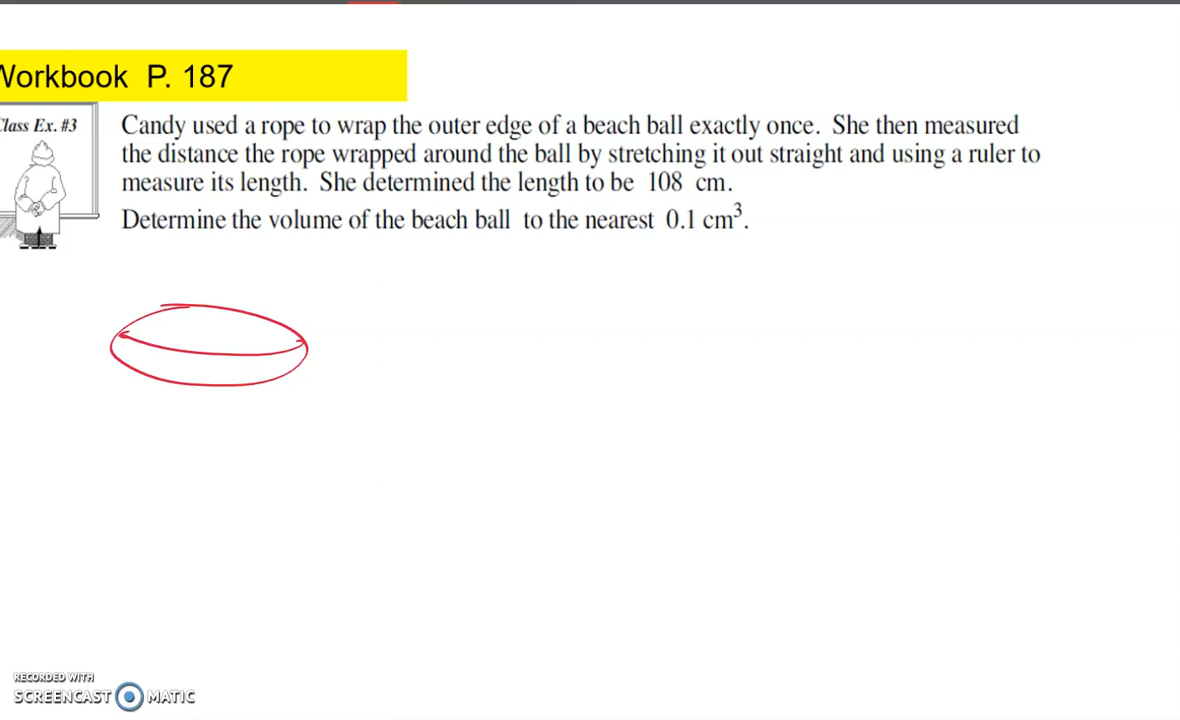 Workbook P. 187
Class Ex. #3
Candy used a rope to wrap the outer edge of a beach ball exactly once. She then measured
the distance the rope wrapped around the ball by stretching it out straight and using a ruler to
measure its length. She determined the length to be 108 cm.
Determine the volume of the beach ball to the nearest 0.1 cm³.
RECORDED WITH
SCREENCAST MATIC